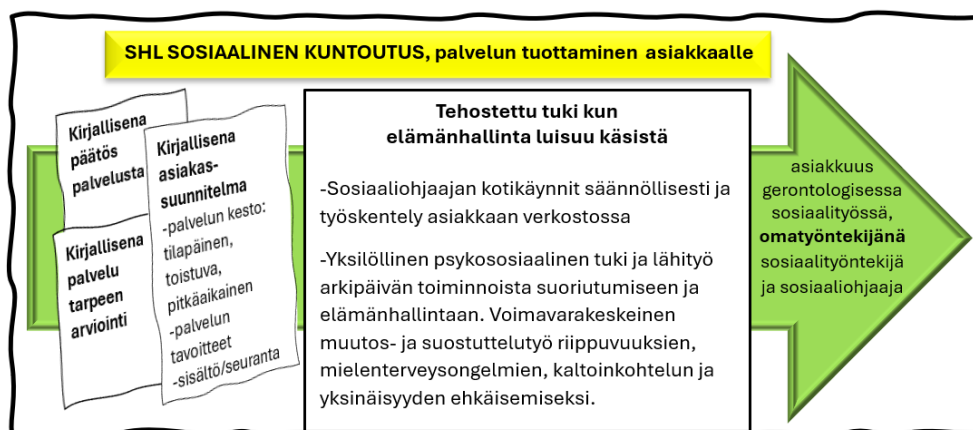 SHL SOSIAALINEN KUNTOUTUS, palvelun tuottaminen asiakkaalle
Kirjallisena
päätös
palvelusta
Kirjallisena
palvelu
tarpeen
arviointi
Kirjallisena
asiakas-
suunnitelma
-palvelun kesto:
tilapäinen,
toistuva,
pitkäaikainen
-palvelun
tavoitteet
-sisältö/seuranta
Tehostettu tuki kun
elämänhallinta luisuu käsistä
-Sosiaaliohjaajan kotikäynnit säännöllisesti ja
työskentely asiakkaan verkostossa
-Yksilöllinen psykososiaalinen tuki ja lähityö
arkipäivän toiminnoista suoriutumiseen ja
elämänhallintaan. Voimavarakeskeinen
muutos- ja suostuttelutyö riippuvuuksien,
mielenterveysongelmien, kaltoinkohtelun ja
yksinäisyyden ehkäisemiseksi.
asiakkuus
gerontologisessa
sosiaalityössä,
omatyöntekijänä
sosiaalityöntekijä
ja sosiaaliohjaaja